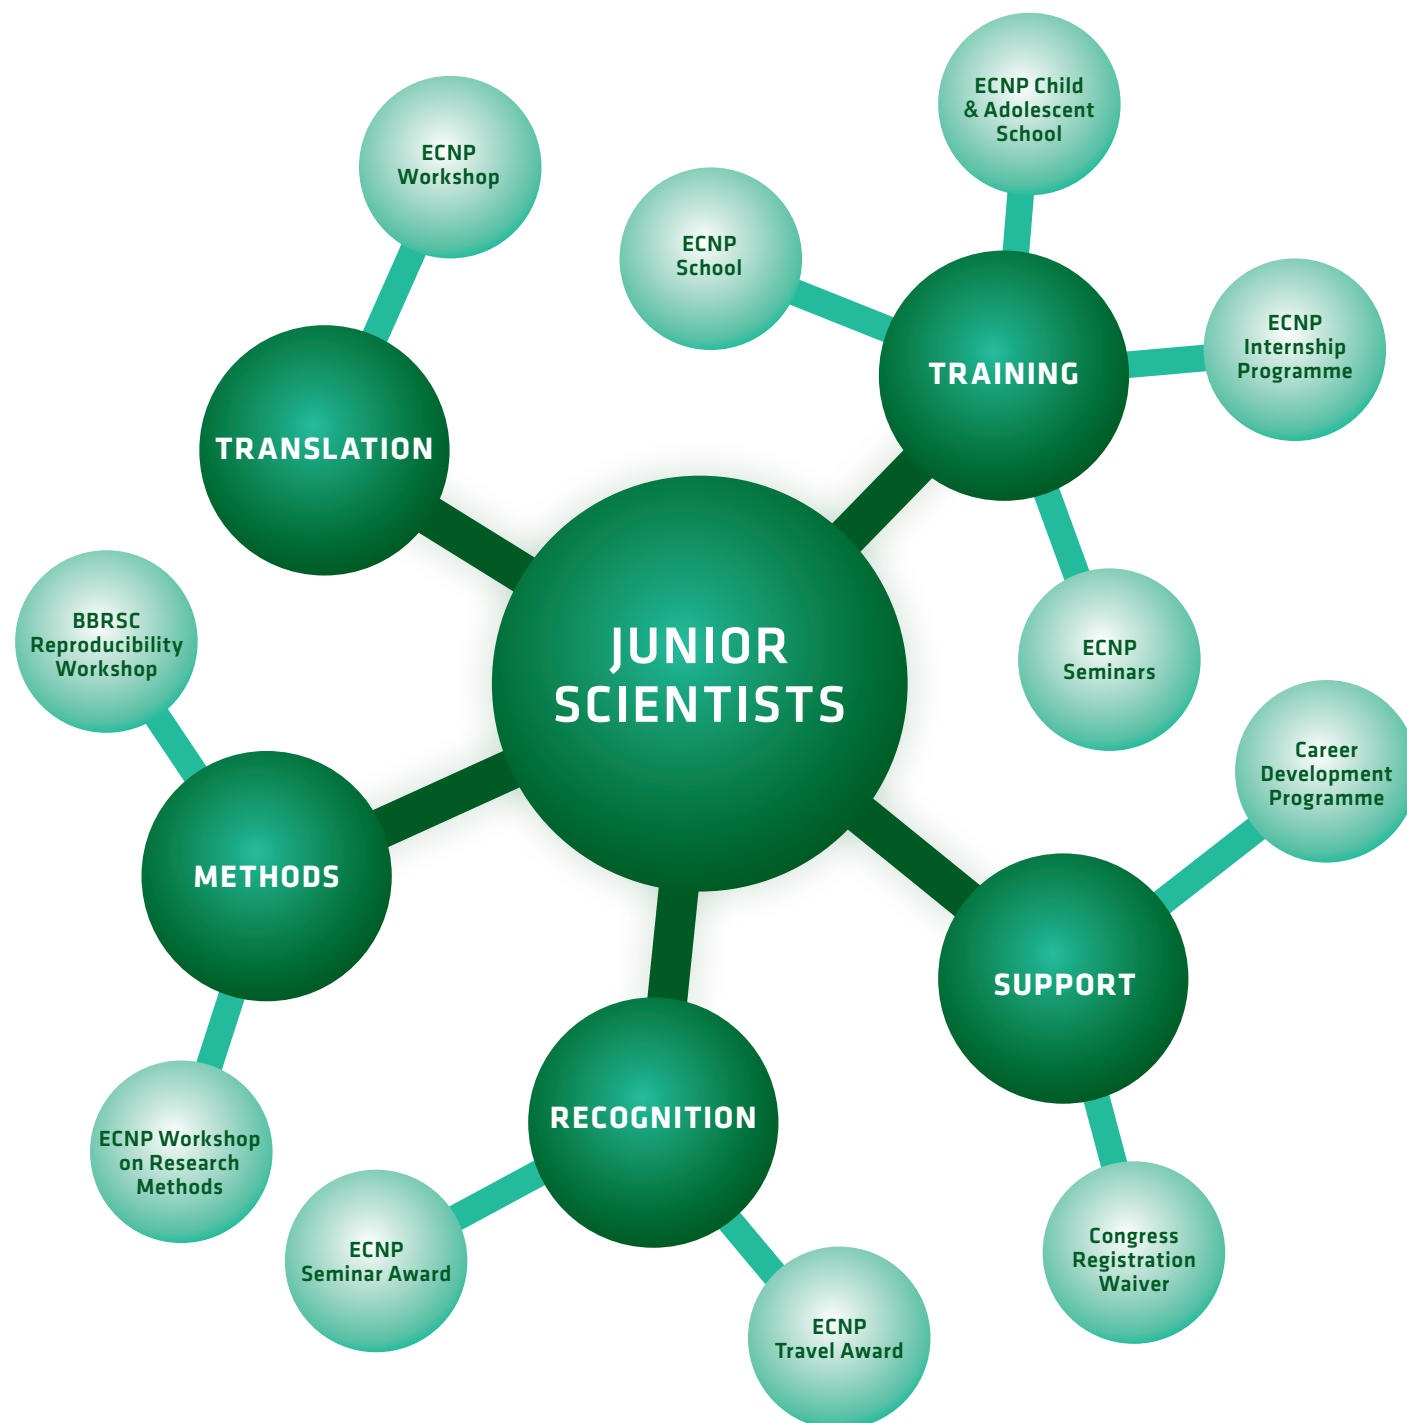 ECNP Child
& Adolescent
School
ECNP
Workshop
ECNP
School
ECNP
Internship
Programme
TRAINING
TRANSLATION
JUNIOR
SCIENTISTS
BBRSC
Reproducibility
Workshop
ECNP
Seminars
Career
Development
Programme
METHODS
SUPPORT
RECOGNITION
ECNP Workshop
on Research
Methods
ECNP
Seminar Award
Congress
Registration
Waiver
ECNP
Travel Award